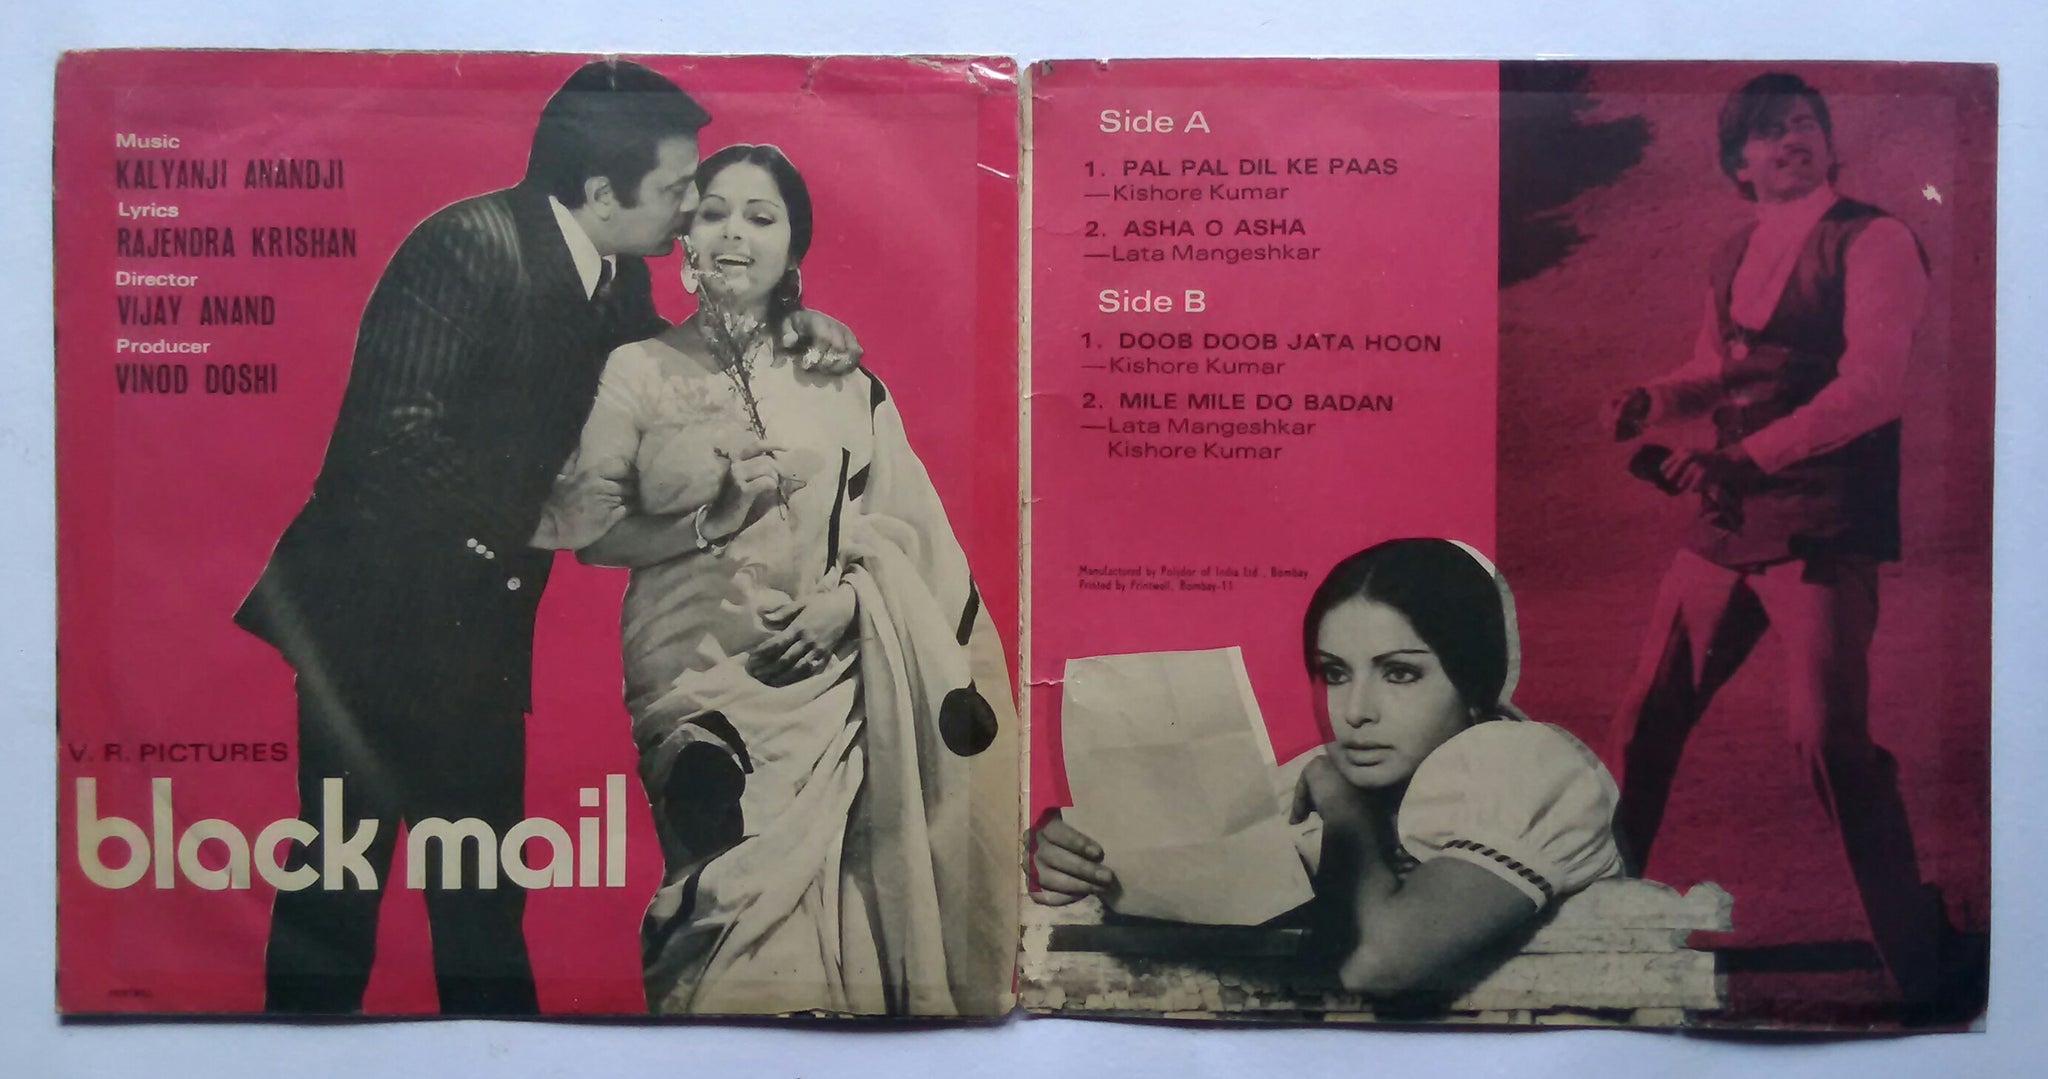 Music
KALYANJI ANANDJI
Lyrics
RAJENDRA KRISHAN
Director
VIJAY ANAND
Producer
VINOD DOSHI
V. R. PICTURES
black mail
Side A
1. PAL PAL DIL KE PAAS
—Kishore Kumar
2. ASHA O ASHA
—Lata Mangeshkar
Side B
1. DOOB DOOB JATA HOON
—Kishore Kumar
2. MILE MILE DO BADAN
—Lata Mangeshkar
Kishore Kumar
Manufactured by Polydor of India Ltd., Bombay
Printed by Printwell, Bombay-11